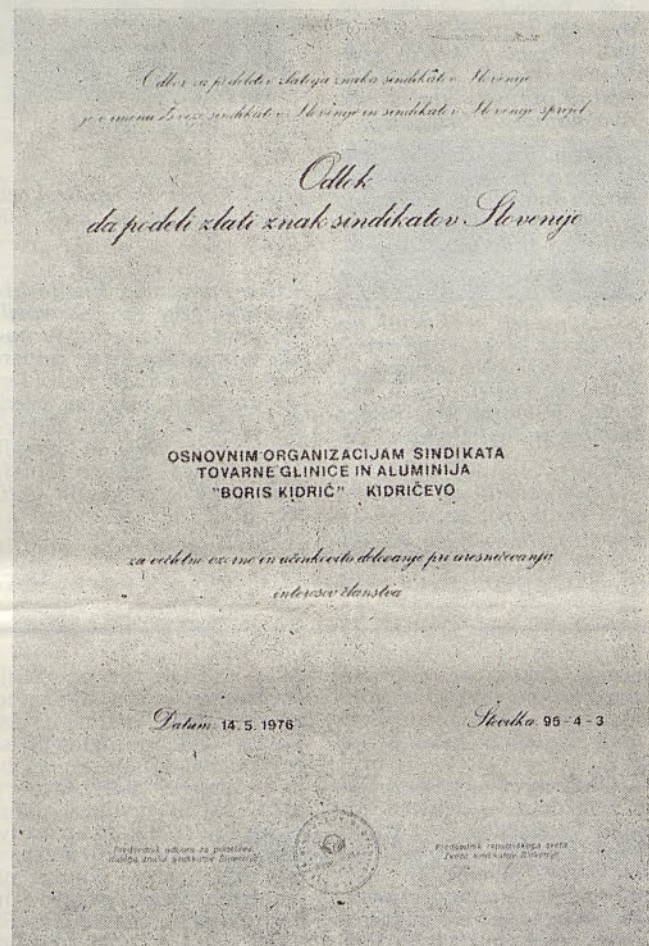 Odbor za podelitev zlatega znaka sindikatov Slovenije
je v imenu Zveze sindikatov Slovenije in sindikatov Slovenije sprejel
Odlok
da podeli zlati znak sindikatov Slovenije
OSNOVNIM ORGANIZACIJAM SINDIKATA
TOVARNE GLINICE IN ALUMINIJA
"BORIS KIDRIČ" KIDRIČEVO
za večletno vzorno in učinkovito delovanje pri uresničevanju
interesov članstva
Datum: 14. 5. 1976
Številka 95-4-3
Predsednik odbora za podelitev
zlatega znaka sindikatov Slovenije
Predsednik republiškega sveta
Zveze sindikatov Slovenije